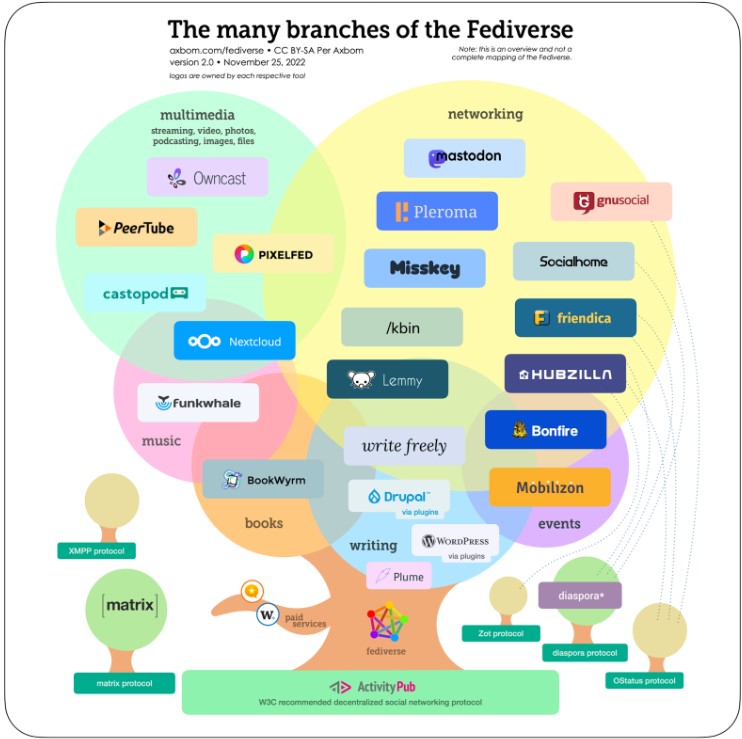 The many branches of the Fediverse
axbom.com/fediverse • CC BY-SA Per Axbom
version 2.0 • November 25, 2022
logos are owned by each respective tool
Note: this is an overview and not a
complete mapping of the Fediverse.
multimedia
streaming, video, photos,
podcasting, images, files
networking
Owncast
mastodon
PeerTube
Pleroma
gnusocial
PIXELFED
Misskey
Socialhome
castopod
/kbin
friendica
Nextcloud
Lemmy
HUBZILLA
Funkwhale
music
write freely
Bonfire
BookWyrm
Drupal™
via plugins
Mobilizon
books
writing
WORDPRESS
via plugins
events
XMPP protocol
Plume
[matrix]
W.
paid
services
fediverse
diaspora*
Zot protocol
diaspora protocol
matrix protocol
OStatus protocol
ActivityPub
W3C recommended decentralized social networking protocol